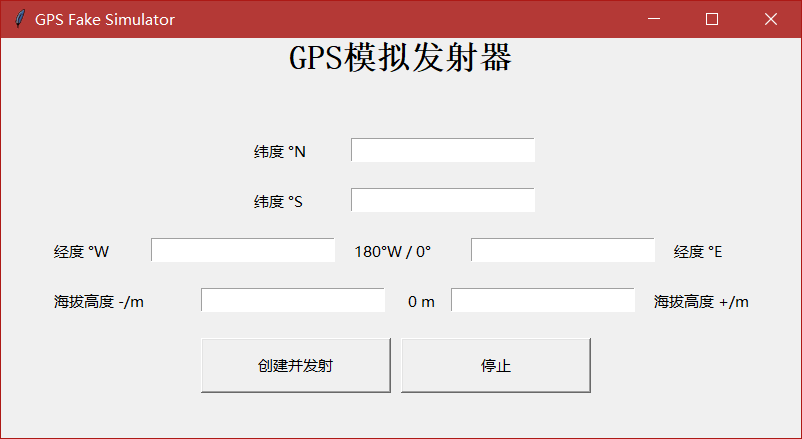 GPS Fake Simulator
GPS模拟发射器
纬度 °N
纬度 °S
经度 °W 180°W / 0° 经度 °E
海拔高度 -/m 0 m 海拔高度 +/m
创建并发射 停止